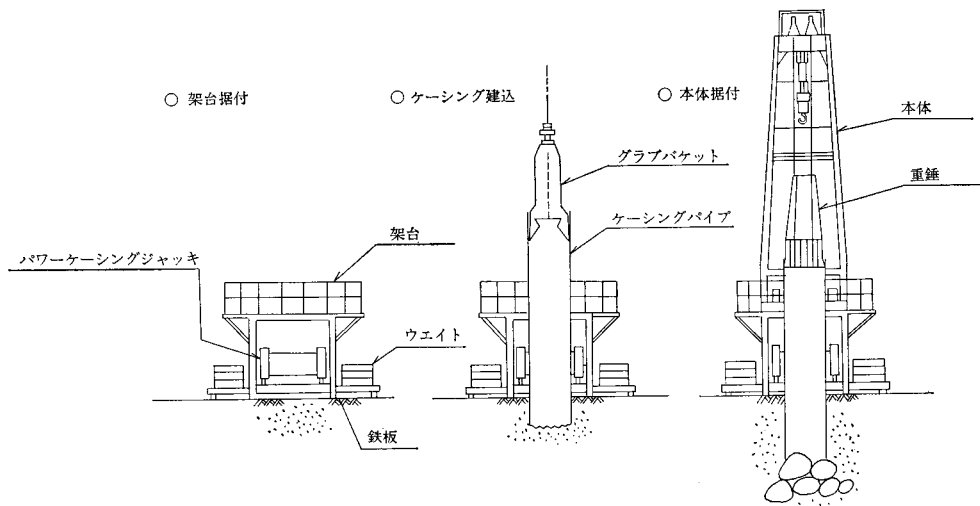 ○ 架台据付
○ ケーシング建込
○ 本体据付
本体
グラブバケット
重錘
ケーシングパイプ
架台
パワーケーシングジャッキ
ウエイト
鉄板